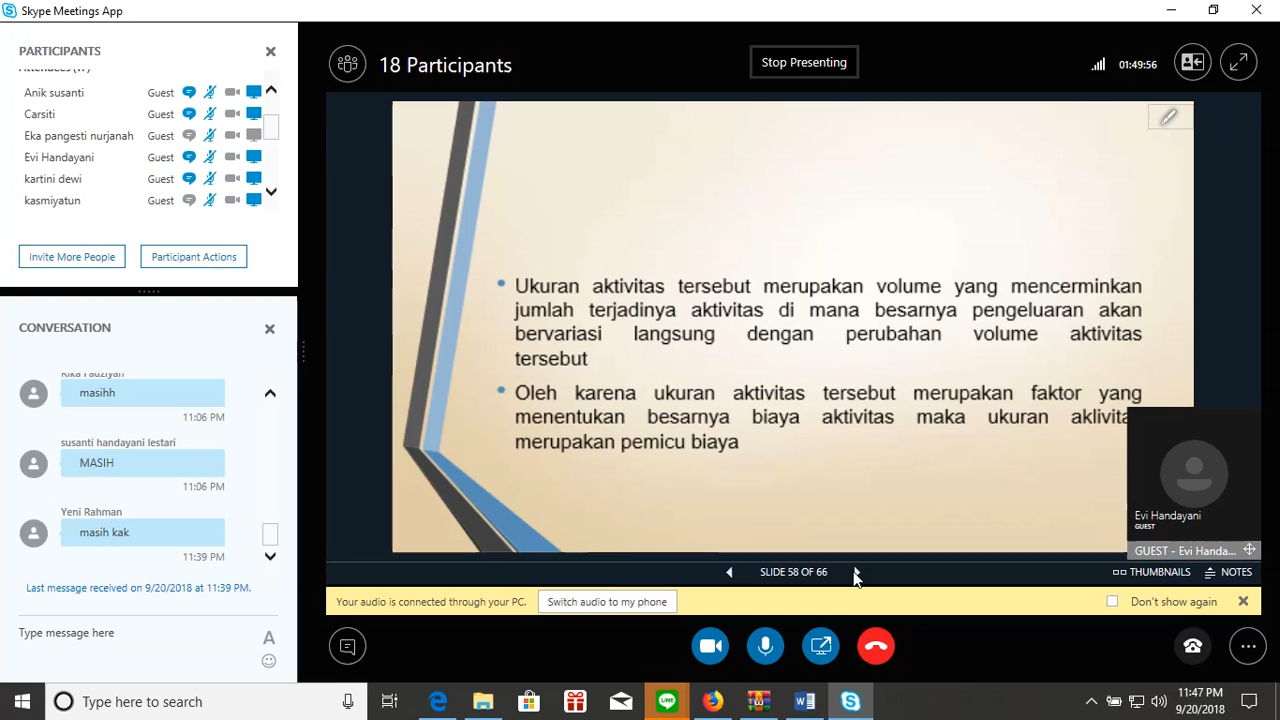 Skype Meetings App
PARTICIPANTS
Anik susanti Guest
Carsiti Guest
Eka pangesti nurjanah Guest
Evi Handayani Guest
kartini dewi Guest
kasmiyatun Guest
Invite More People
Participant Actions
CONVERSATION
masihh
11:06 PM
susanti handayani lestari
MASIH
11:06 PM
Yeni Rahman
masih kak
11:39 PM
Last message received on 9/20/2018 at 11:39 PM.
Type message here
A
18 Participants
Stop Presenting
01:49:56
• Ukuran aktivitas tersebut merupakan volume yang mencerminkan
jumlah terjadinya aktivitas di mana besarnya pengeluaran akan
bervariasi langsung dengan perubahan volume aktivitas
tersebut
• Oleh karena ukuran aktivitas tersebut merupakan faktor yang
menentukan besarnya biaya aktivitas maka ukuran
merupakan pemicu biaya
Evi Handayani
GUEST
GUEST - Evi Handa...
SLIDE 58 OF 66
THUMBNAILS
NOTES
Your audio is connected through your PC.
Switch audio to my phone
Don't show again
Type here to search
11:47 PM
9/20/2018